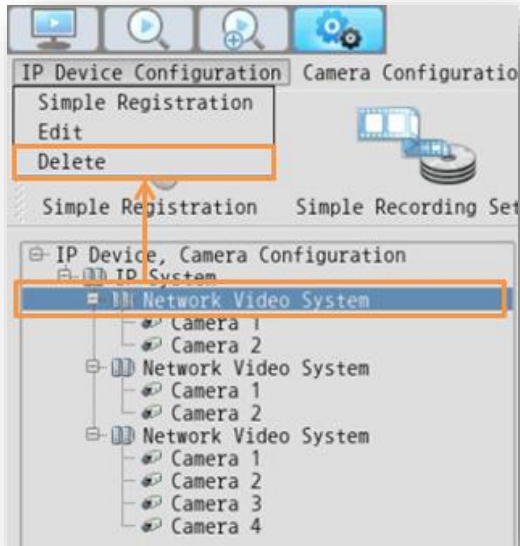 IP Device Configuration Camera Configuratio
Simple Registration
Edit
Delete
Simple Registration Simple Recording Set
IP Device, Camera Configuration
IP System
Network Video System
Camera 1
Camera 2
Network Video System
Camera 1
Camera 2
Network Video System
Camera 1
Camera 2
Camera 3
Camera 4